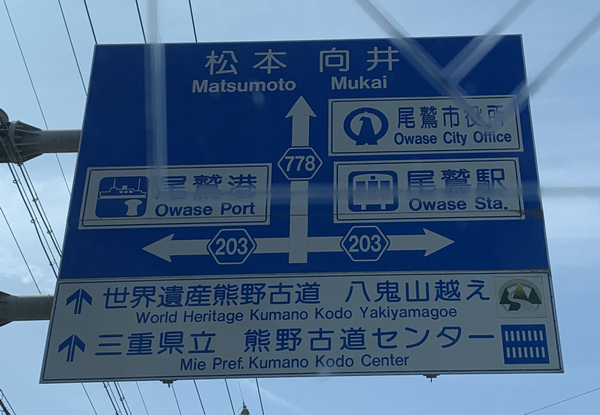 松本 向井
Matsumoto Mukai
尾鷲市役所
Owase City Office
778
尾鷲港
Owase Port
尾鷲駅
Owase Sta.
203 203
世界遺産熊野古道 八鬼山越え
World Heritage Kumano Kodo Yakiyamagoe
三重県立 熊野古道センター
Mie Pref. Kumano Kodo Center